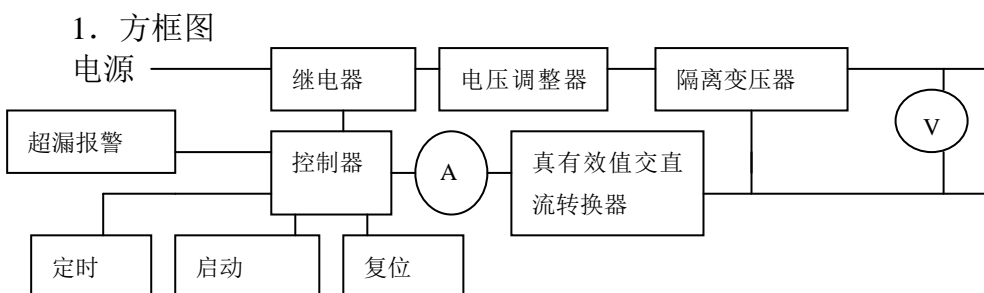 1. 方框图
电源
继电器
电压调整器
隔离变压器
V
超漏报警
控制器
A
真有效值交直
流转换器
定时
启动
复位